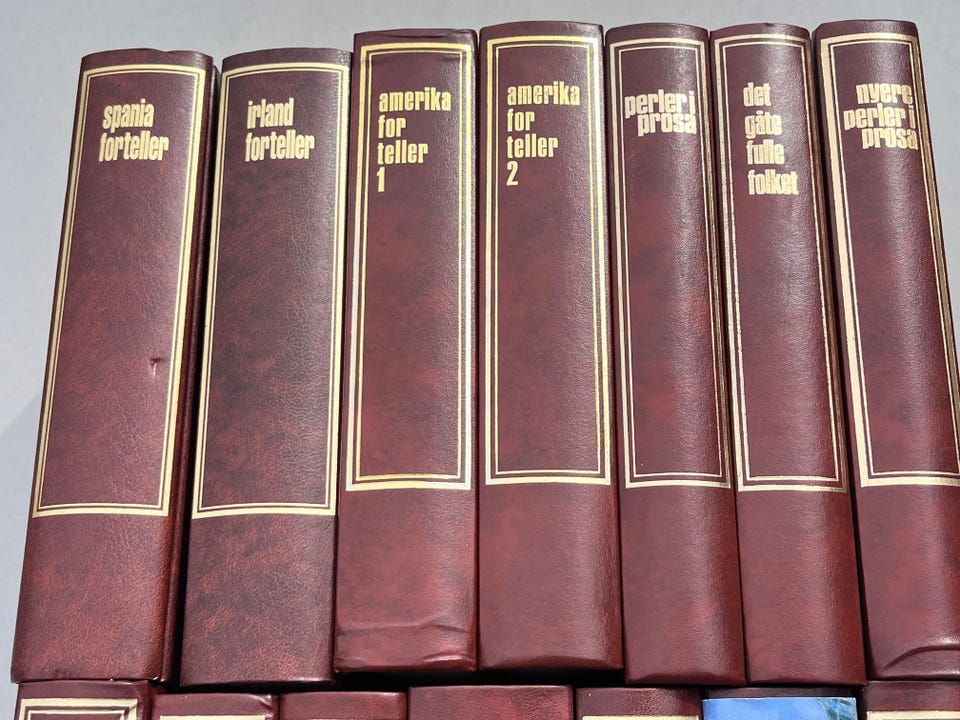 spania
forteller
irland
forteller
amerika
for
teller
1
amerika
for
teller
2
perler i
prosa
det
gåte
fulle
folket
nyere
perler i
prosa